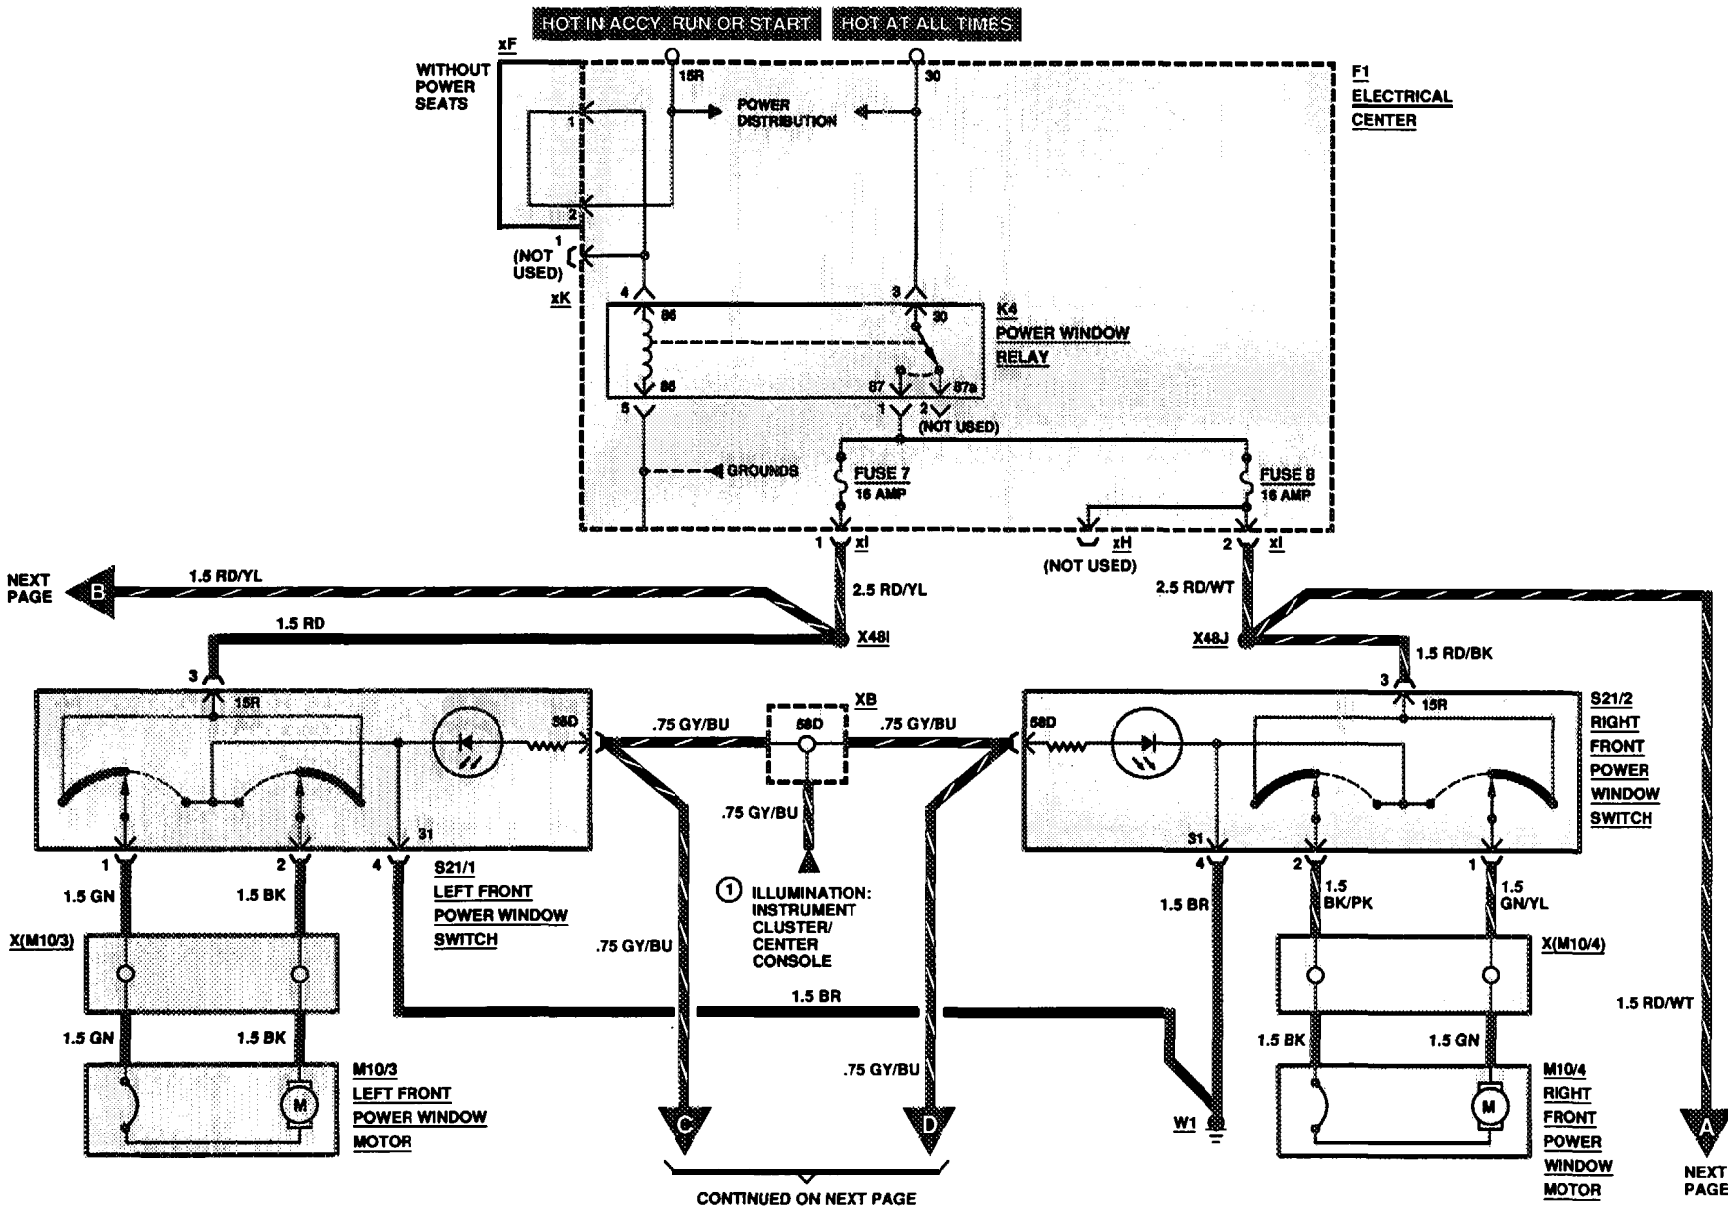 HOT IN ACCY RUN OR START
HOT AT ALL TIMES
xF
WITHOUT
POWER
SEATS
15R
30
F1
ELECTRICAL
CENTER
POWER
DISTRIBUTION
1
2
1
(NOT
USED)
xK
4
3
86
30
K4
POWER WINDOW
RELAY
87
87a
5
1
2
(NOT USED)
GROUNDS
FUSE 7
16 AMP
FUSE 8
16 AMP
1
xI
xH
(NOT USED)
2
xI
NEXT
PAGE
B
1.5 RD/YL
2.5 RD/YL
2.5 RD/WT
1.5 RD
X48I
X48J
1.5 RD/BK
3
15R
58D
.75 GY/BU
XB
58D
.75 GY/BU
58D
3
15R
S21/2
RIGHT
FRONT
POWER
WINDOW
SWITCH
.75 GY/BU
31
31
1
2
4
S21/1
LEFT FRONT
POWER WINDOW
SWITCH
1.5 GN
1.5 BK
1
ILLUMINATION:
INSTRUMENT
CLUSTER/
CENTER
CONSOLE
4
2
1
1.5 BR
1.5
BK/PK
1.5
GN/YL
X(M10/3)
.75 GY/BU
X(M10/4)
1.5 BR
1.5 RD/WT
1.5 GN
1.5 BK
1.5 BK
1.5 GN
M10/3
LEFT FRONT
POWER WINDOW
MOTOR
M
.75 GY/BU
C
D
W1
M
M10/4
RIGHT
FRONT
POWER
WINDOW
MOTOR
A
NEXT
PAGE
CONTINUED ON NEXT PAGE